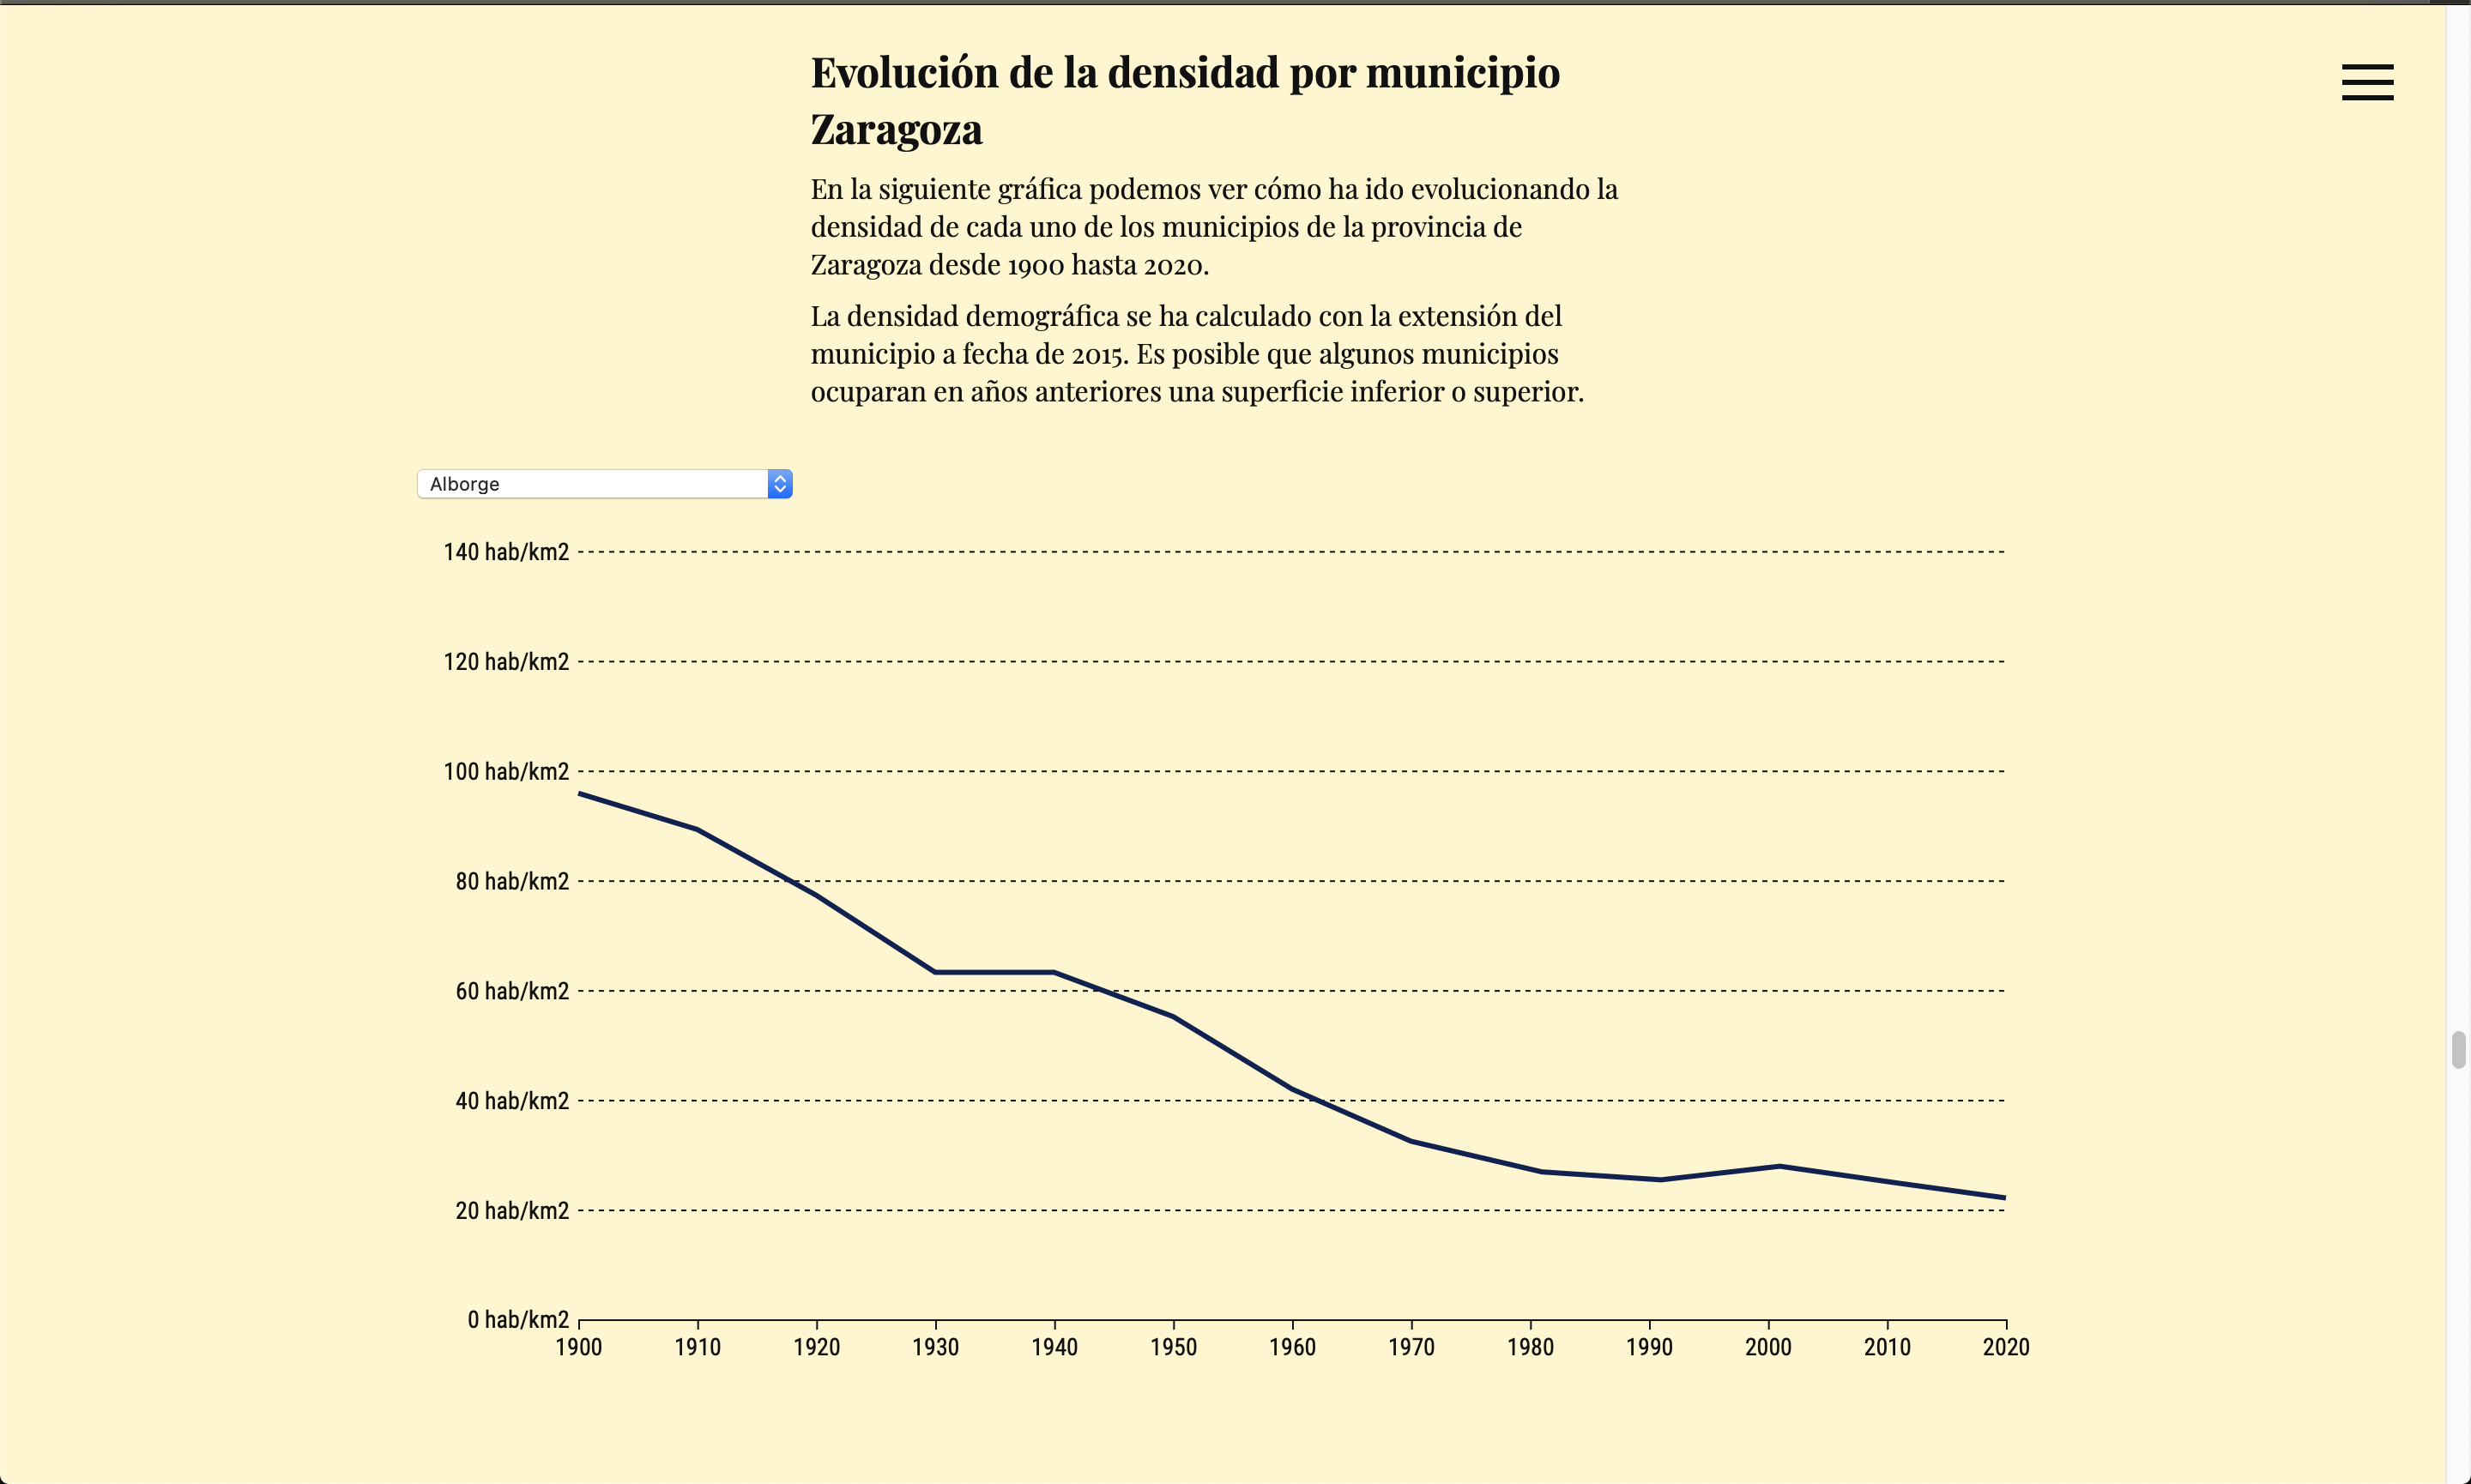 Evolución de la densidad por municipio
Zaragoza
En la siguiente gráfica podemos ver cómo ha ido evolucionando la
densidad de cada uno de los municipios de la provincia de
Zaragoza desde 1900 hasta 2020.
La densidad demográfica se ha calculado con la extensión del
municipio a fecha de 2015. Es posible que algunos municipios
ocuparan en años anteriores una superficie inferior o superior.
Alborge
140 hab/km2
120 hab/km2
100 hab/km2
80 hab/km2
60 hab/km2
40 hab/km2
20 hab/km2
0 hab/km2
1900 1910 1920 1930 1940 1950 1960 1970 1980 1990 2000 2010 2020